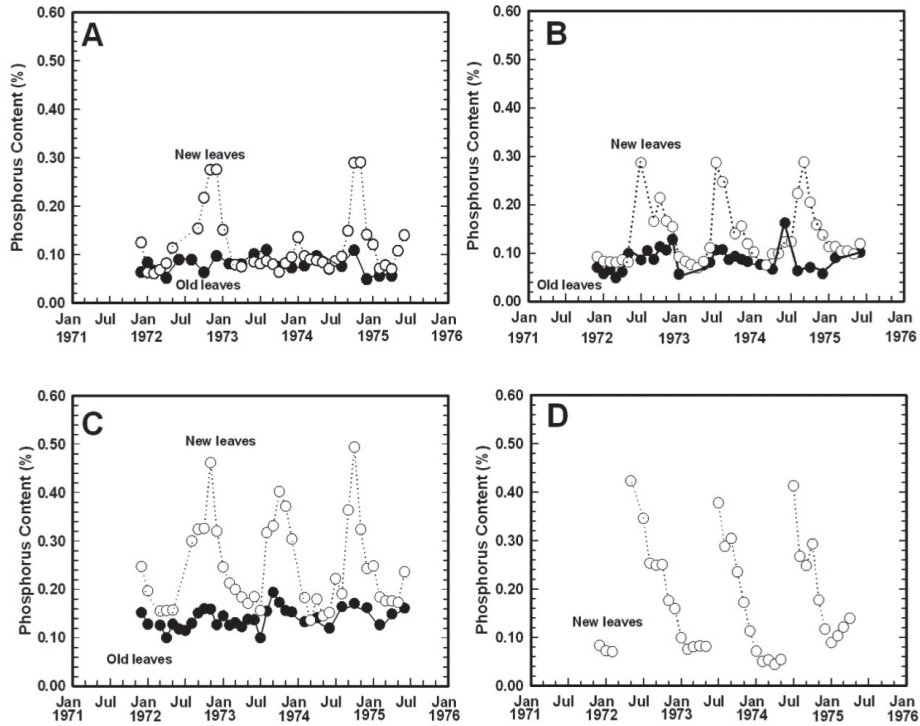 A
Phosphorus Content (%)
0.60
0.50
0.40
0.30
0.20
0.10
0.00
New leaves
Old leaves
Jan Jul Jan Jul Jan Jul Jan Jul Jan Jul Jan
1971 1972 1973 1974 1975 1976
B
Phosphorus Content (%)
0.60
0.50
0.40
0.30
0.20
0.10
0.00
New leaves
Old leaves
Jan Jul Jan Jul Jan Jul Jan Jul Jan Jul Jan
1971 1972 1973 1974 1975 1976
C
Phosphorus Content (%)
0.60
0.50
0.40
0.30
0.20
0.10
0.00
New leaves
Old leaves
Jan Jul Jan Jul Jan Jul Jan Jul Jan Jul Jan
1971 1972 1973 1974 1975 1976
D
Phosphorus Content (%)
0.60
0.50
0.40
0.30
0.20
0.10
0.00
New leaves
Jan Jul Jan Jul Jan Jul Jan Jul Jan Jul Jan
1971 1972 1973 1974 1975 1976